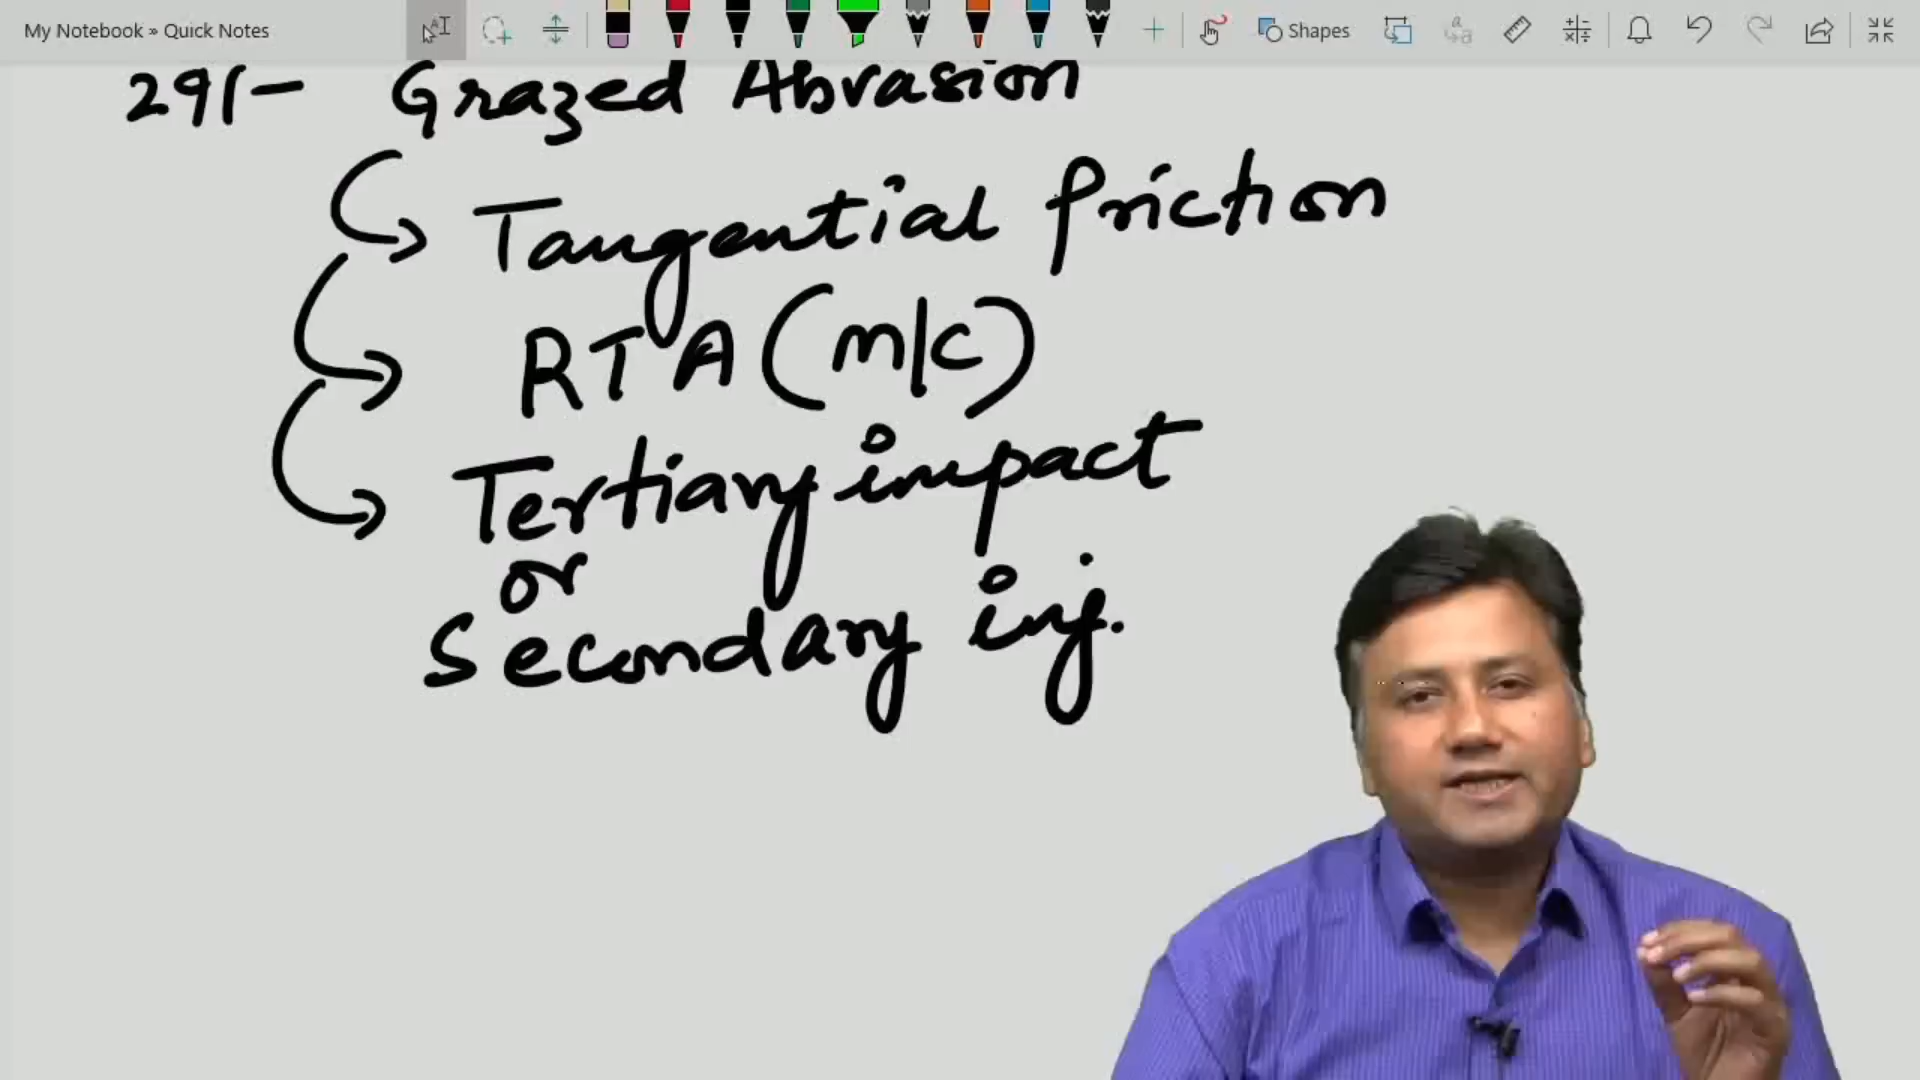 My Notebook » Quick Notes
Shapes
291- Grazed Abrasion
Tangential friction
RTA (m/c)
Tertiary impact
or
Secondary inj.